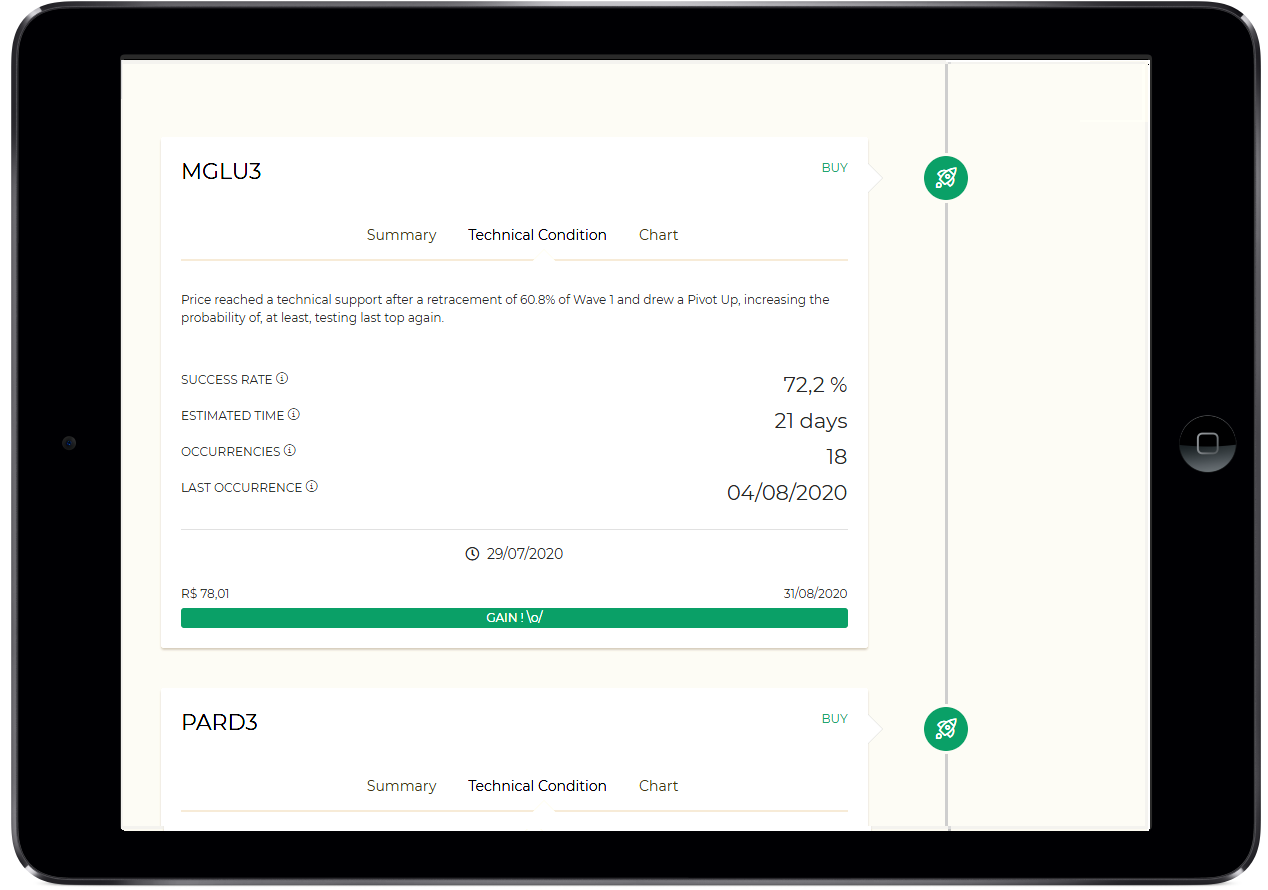 MGLU3
BUY
Summary Technical Condition Chart
Price reached a technical support after a retracement of 60.8% of Wave 1 and drew a Pivot Up, increasing the
probability of, at least, testing last top again.
SUCCESS RATE 72,2 %
ESTIMATED TIME 21 days
OCCURRENCIES 18
LAST OCCURRENCE 04/08/2020
29/07/2020
R$ 78,01 31/08/2020
GAIN ! \o/
PARD3
BUY
Summary Technical Condition Chart